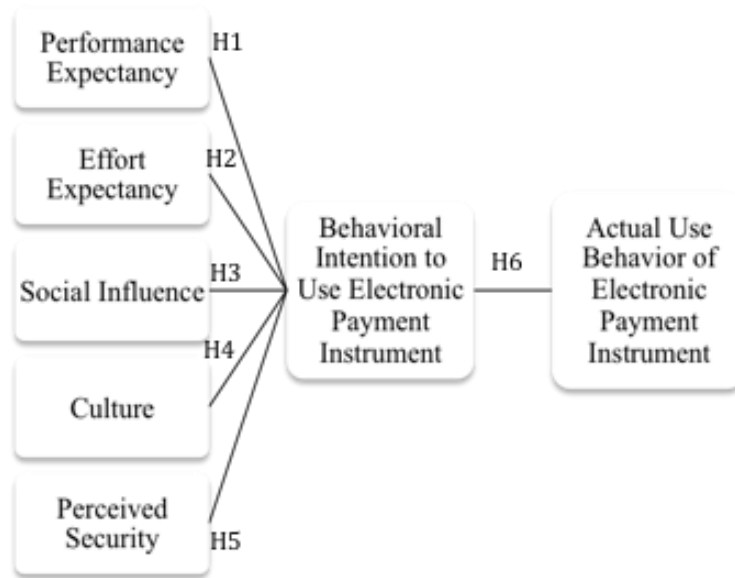 Performance
Expectancy
H1
Effort
Expectancy
H2
Social Influence
H3
Culture
H4
Perceived
Security
H5
Behavioral
Intention to
Use Electronic
Payment
Instrument
H6
Actual Use
Behavior of
Electronic
Payment
Instrument